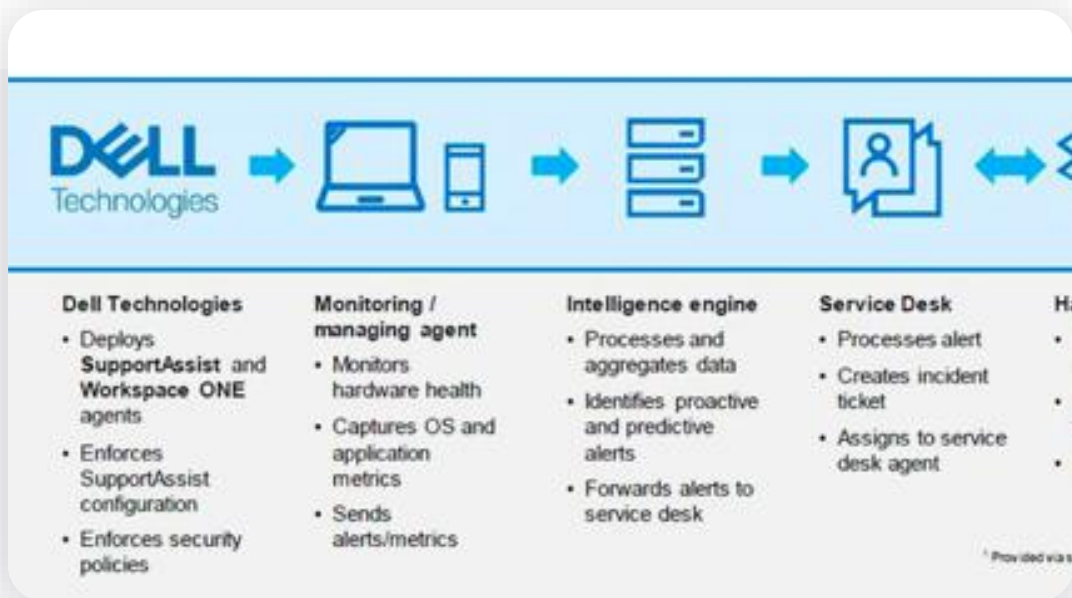 DELL
Technologies
Dell Technologies
• Deploys
SupportAssist and
Workspace ONE
agents
• Enforces
SupportAssist
configuration
• Enforces security
policies
Monitoring /
managing agent
• Monitors
hardware health
• Captures OS and
application
metrics
• Sends
alerts/metrics
Intelligence engine
• Processes and
aggregates data
• Identifies proactive
and predictive
alerts
• Forwards alerts to
service desk
Service Desk
• Processes alert
• Creates incident
ticket
• Assigns to service
desk agent
¹ Provided via